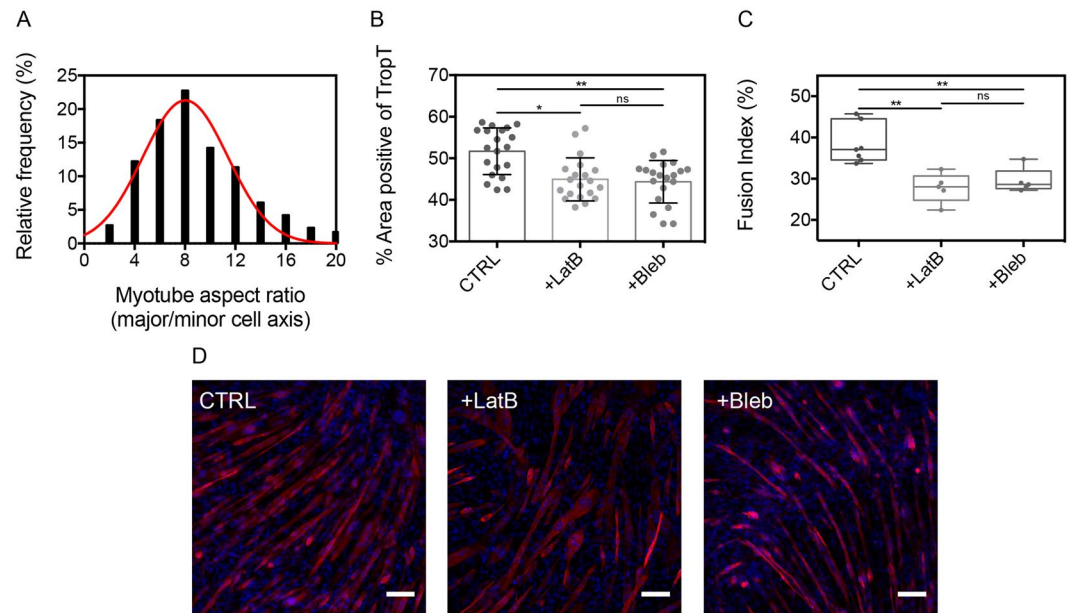 A
Relative frequency (%)
25
20
15
10
5
0
0 4 8 12 16 20
Myotube aspect ratio
(major/minor cell axis)
B
% Area positive of TropT
70
60
50
40
30
**
* ns
CTRL
+LatB
+Bleb
C
Fusion Index (%)
50
40
30
20
**
** ns
CTRL
+LatB
+Bleb
D
CTRL
+LatB
+Bleb